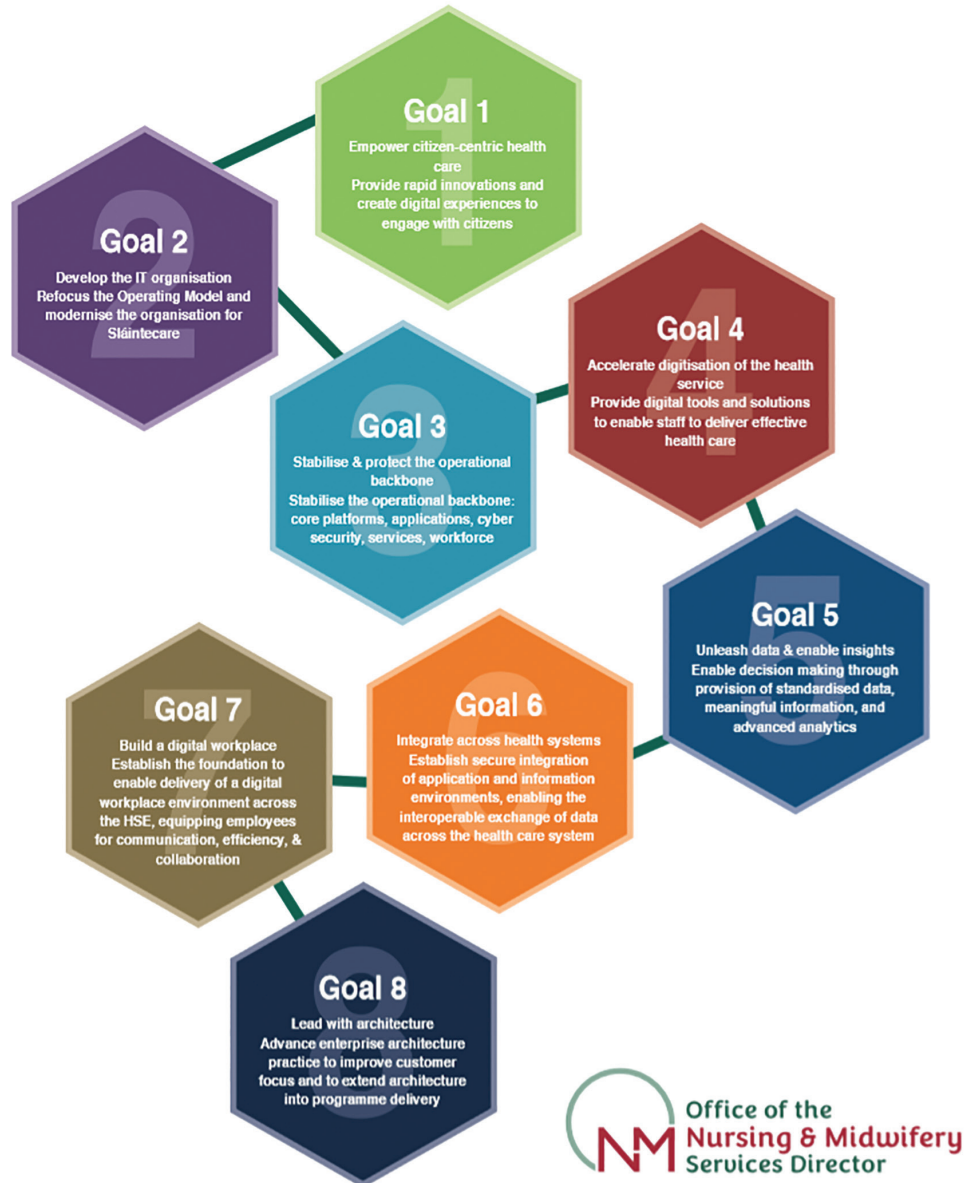 Goal 1
Empower citizen-centric health
care
Provide rapid innovations and
create digital experiences to
engage with citizens
1
Goal 2
Develop the IT organisation
Refocus the Operating Model and
modernise the organisation for
Sláintecare
2
Goal 3
Stabilise & protect the operational
backbone
Stabilise the operational backbone:
core platforms, applications, cyber
security, services, workforce
3
Goal 4
Accelerate digitisation of the health
service
Provide digital tools and solutions
to enable staff to deliver effective
health care
4
Goal 5
Unleash data & enable insights
Enable decision making through
provision of standardised data,
meaningful information, and
advanced analytics
5
Goal 6
Integrate across health systems
Establish secure integration
of application and information
environments, enabling the
interoperable exchange of data
across the health care system
6
Goal 7
Build a digital workplace
Establish the foundation to
enable delivery of a digital
workplace environment across
the HSE, equipping employees
for communication, efficiency, &
collaboration
7
Goal 8
Lead with architecture
Advance enterprise architecture
practice to improve customer
focus and to extend architecture
into programme delivery
8
NM
Office of the
Nursing & Midwifery
Services Director